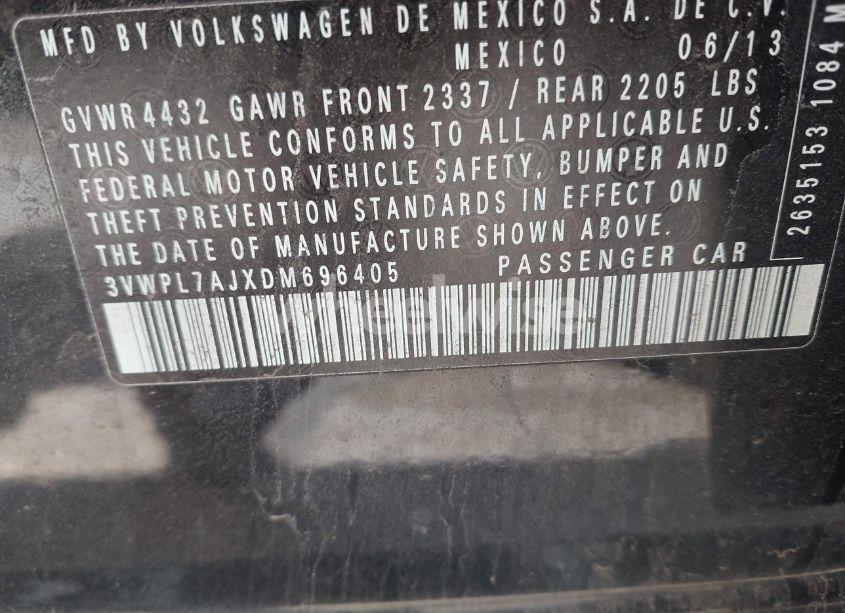 MFD BY VOLKSWAGEN DE MEXICO S.A. DE C.V.
MEXICO 06/13
GVWR 4432 GAWR FRONT 2337 / REAR 2205 LBS
THIS VEHICLE CONFORMS TO ALL APPLICABLE U.S.
FEDERAL MOTOR VEHICLE SAFETY, BUMPER AND
THEFT PREVENTION STANDARDS IN EFFECT ON
THE DATE OF MANUFACTURE SHOWN ABOVE.
3VWPL7AJXDM696405 PASSENGER CAR
2635153 1084 M
wheelwise